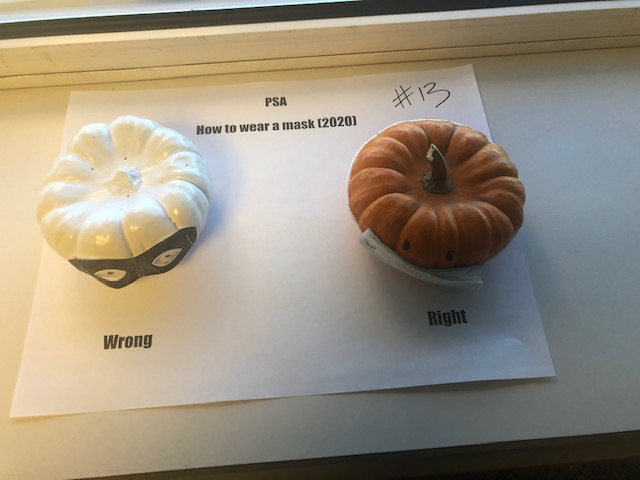 PSA
#13
How to wear a mask (2020)
Wrong
Right